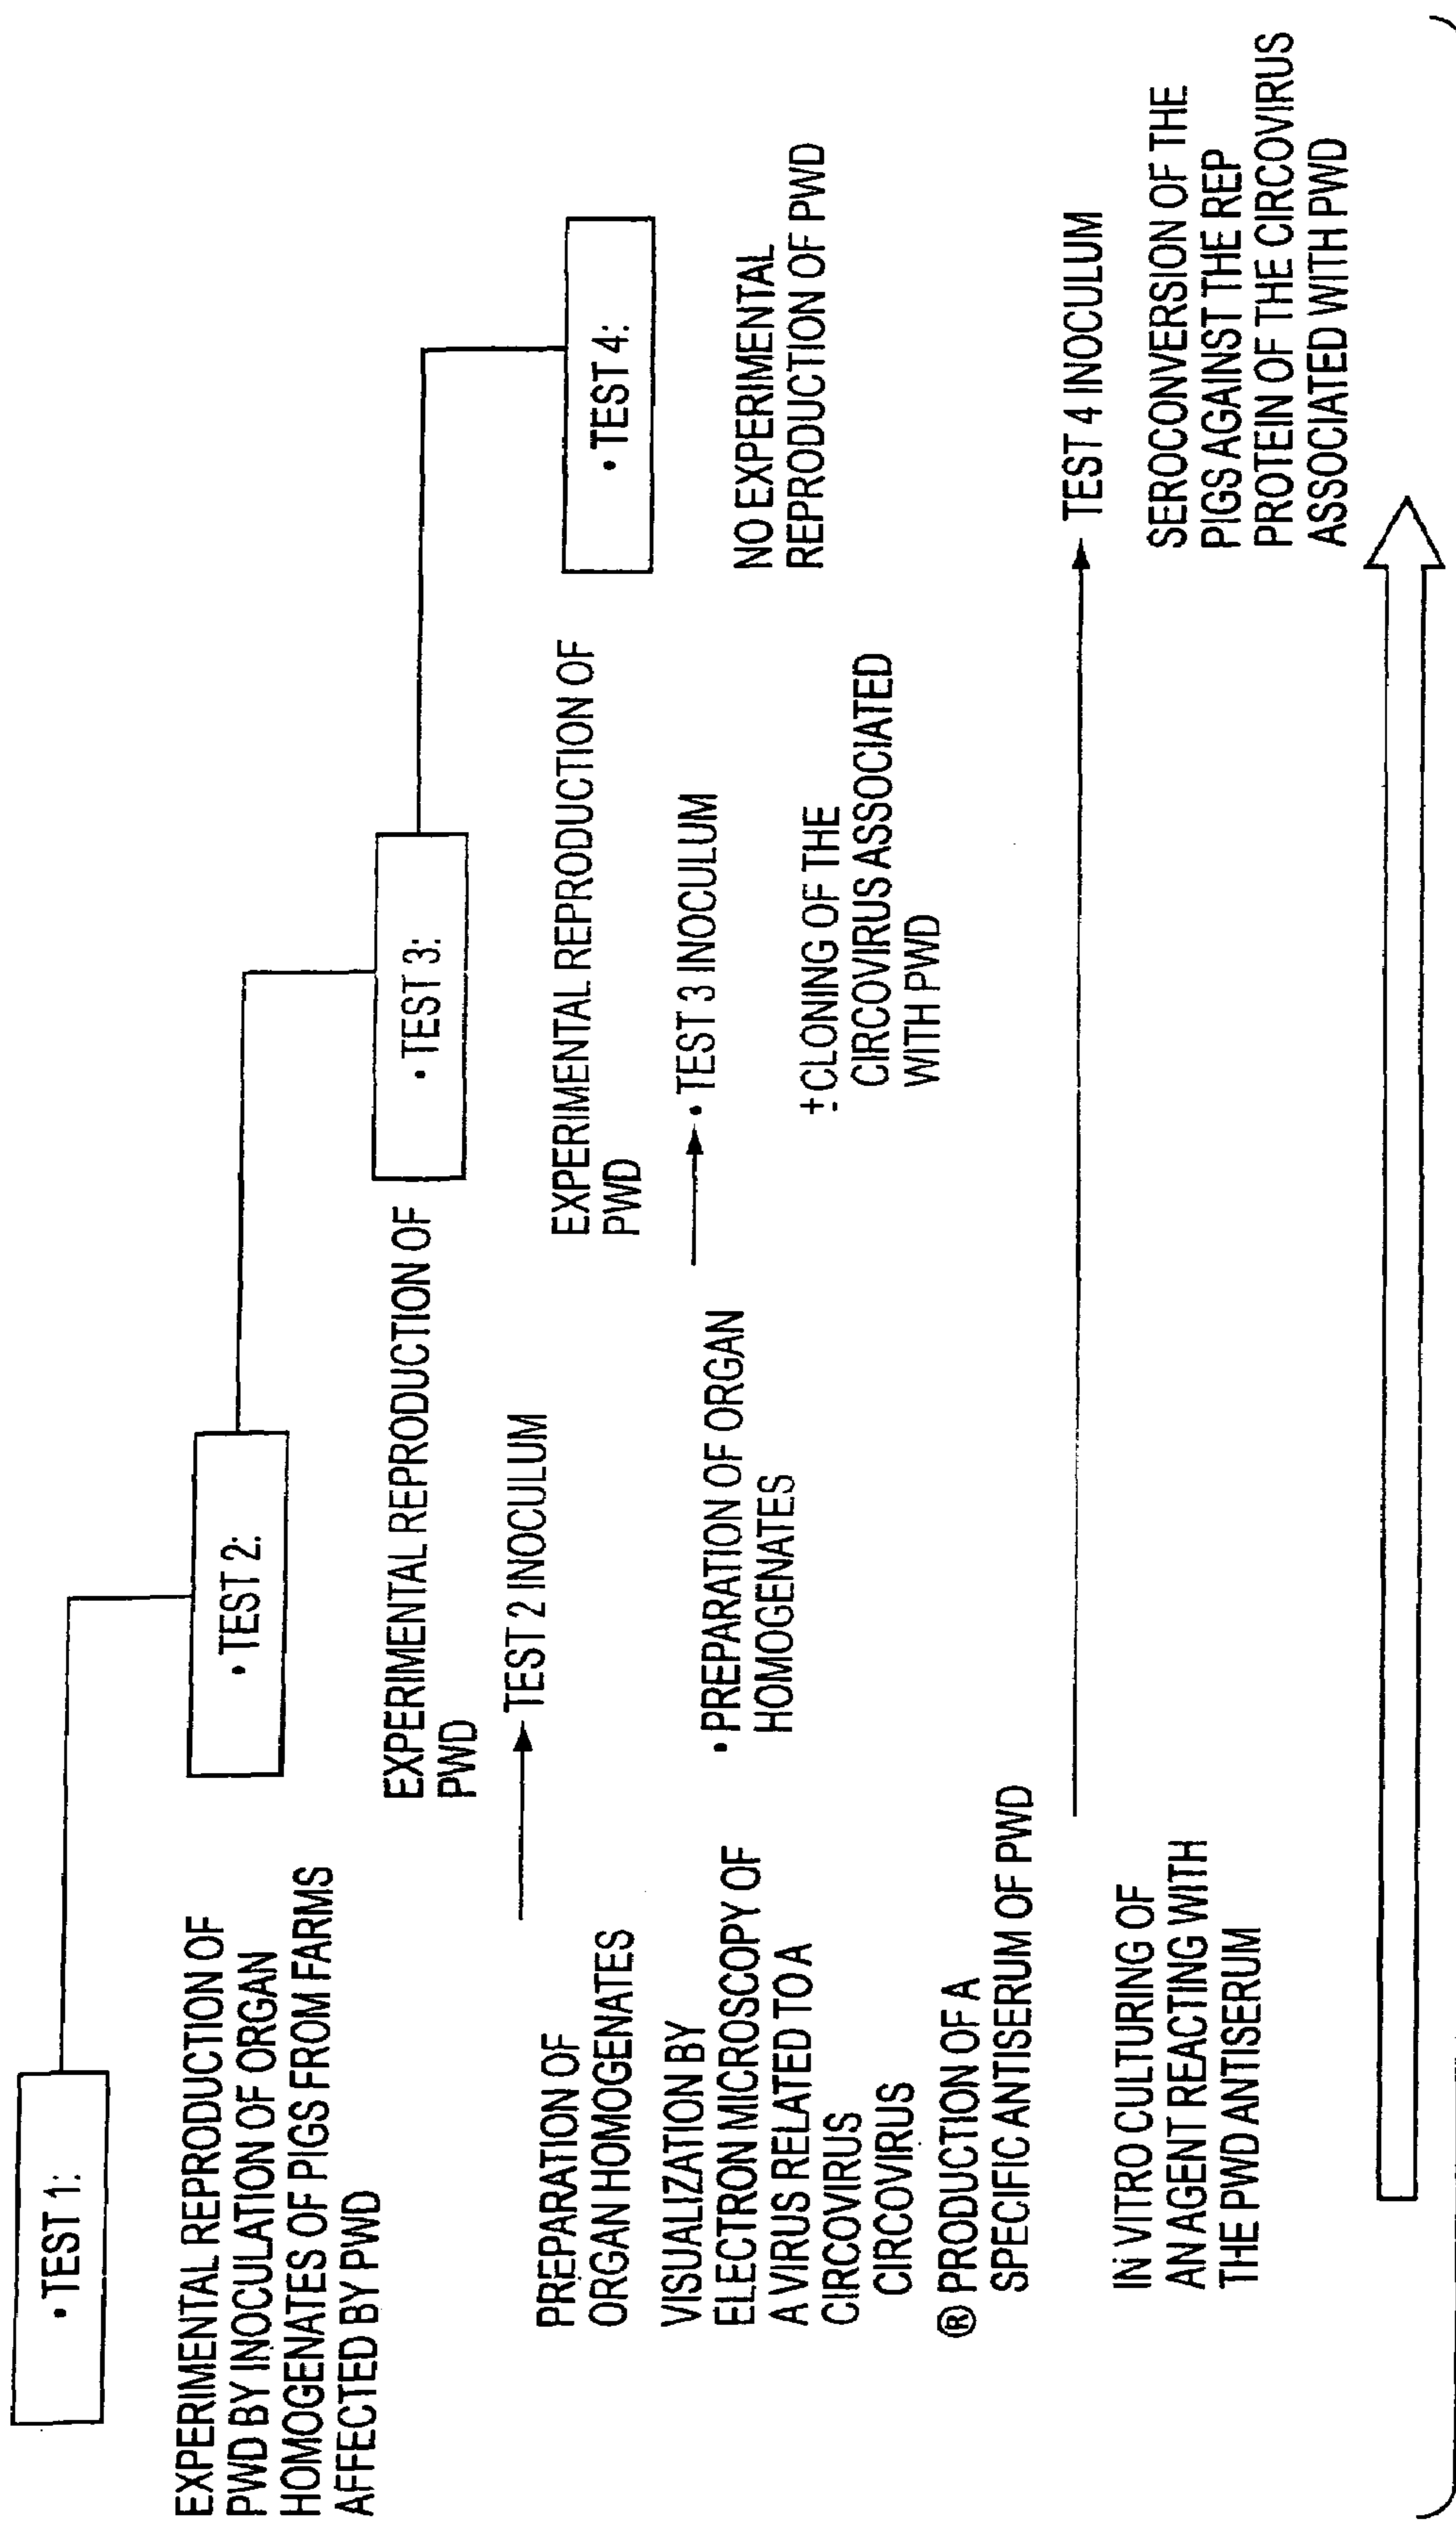 • TEST 1:
EXPERIMENTAL REPRODUCTION OF
PWD BY INOCULATION OF ORGAN
HOMOGENATES OF PIGS FROM FARMS
AFFECTED BY PWD
PREPARATION OF
ORGAN HOMOGENATES
VISUALIZATION BY
ELECTRON MICROSCOPY OF
A VIRUS RELATED TO A
CIRCOVIRUS
CIRCOVIRUS
® PRODUCTION OF A
SPECIFIC ANTISERUM OF PWD
IN VITRO CULTURING OF
AN AGENT REACTING WITH
THE PWD ANTISERUM
• TEST 2:
EXPERIMENTAL REPRODUCTION OF
PWD
TEST 2 INOCULUM
• PREPARATION OF ORGAN
HOMOGENATES
• TEST 3:
EXPERIMENTAL REPRODUCTION OF
PWD
• TEST 3 INOCULUM
± CLONING OF THE
CIRCOVIRUS ASSOCIATED
WITH PWD
• TEST 4:
NO EXPERIMENTAL
REPRODUCTION OF PWD
TEST 4 INOCULUM
SEROCONVERSION OF THE
PIGS AGAINST THE REP
PROTEIN OF THE CIRCOVIRUS
ASSOCIATED WITH PWD